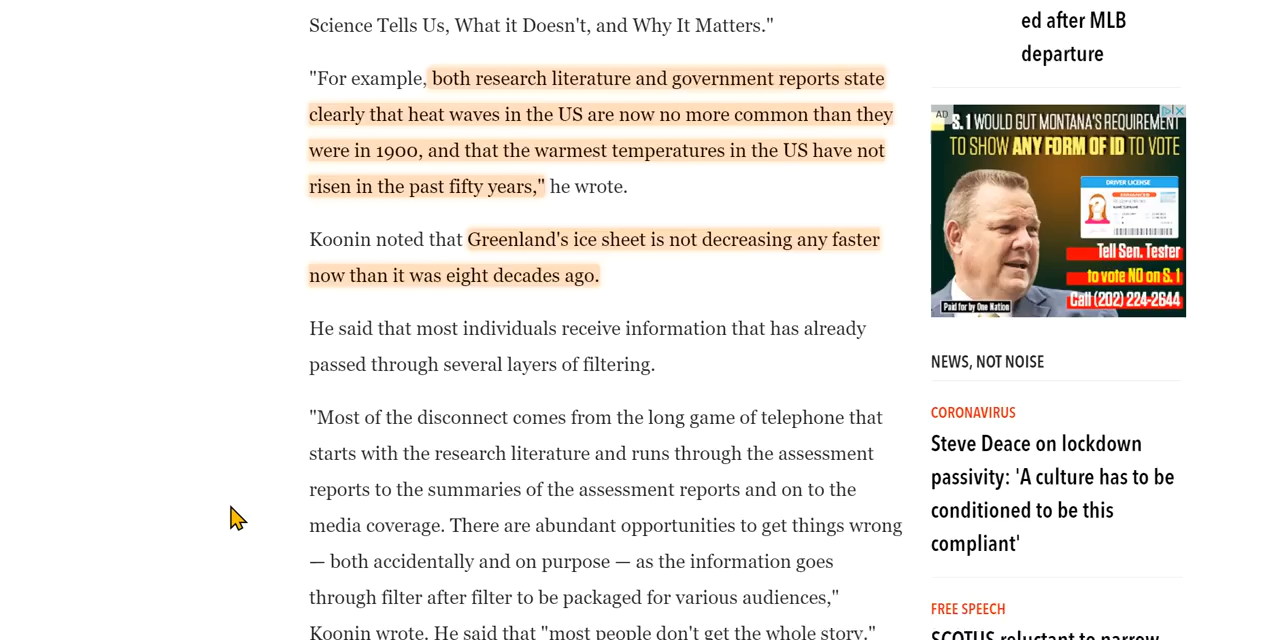 Science Tells Us, What it Doesn't, and Why It Matters."
"For example, both research literature and government reports state
clearly that heat waves in the US are now no more common than they
were in 1900, and that the warmest temperatures in the US have not
risen in the past fifty years," he wrote.
Koonin noted that Greenland's ice sheet is not decreasing any faster
now than it was eight decades ago.
He said that most individuals receive information that has already
passed through several layers of filtering.
"Most of the disconnect comes from the long game of telephone that
starts with the research literature and runs through the assessment
reports to the summaries of the assessment reports and on to the
media coverage. There are abundant opportunities to get things wrong
— both accidentally and on purpose — as the information goes
through filter after filter to be packaged for various audiences,"
Koonin wrote. He said that "most people don't get the whole story."
ed after MLB
departure
AD
S. 1 WOULD GUT MONTANA'S REQUIREMENT
TO SHOW ANY FORM OF ID TO VOTE
DRIVER LICENSE
Tell Sen. Tester
to vote NO on S. 1
Call (202) 224-2644
Paid for by One Nation
NEWS, NOT NOISE
CORONAVIRUS
Steve Deace on lockdown
passivity: 'A culture has to be
conditioned to be this
compliant'
FREE SPEECH
SCOTUS reluctant to narrow